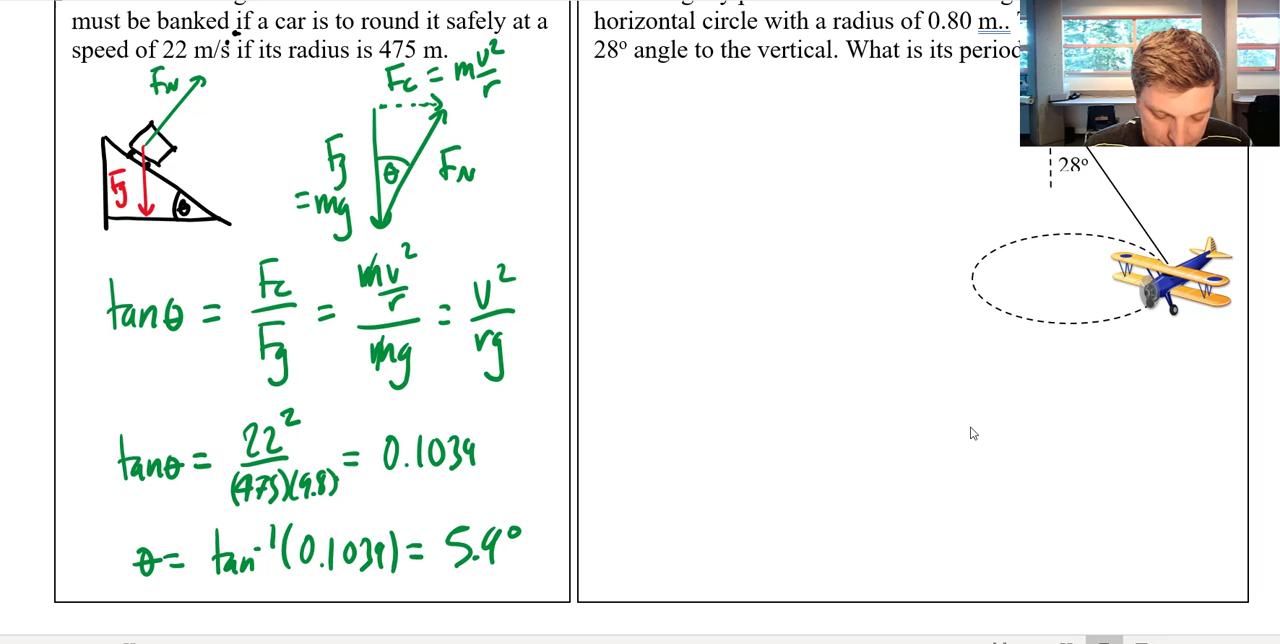 must be banked if a car is to round it safely at a
speed of 22 m/s if its radius is 475 m.
FN
Fg
θ
Fc = mv²/r
Fg
= mg
θ
FN
tanθ = Fc/Fg = (mv²/r)/mg = v²/rg
tanθ = 22²/(475)(9.8) = 0.1039
θ = tan⁻¹(0.1039) = 5.9°
horizontal circle with a radius of 0.80 m..
28º angle to the vertical. What is its period
28º